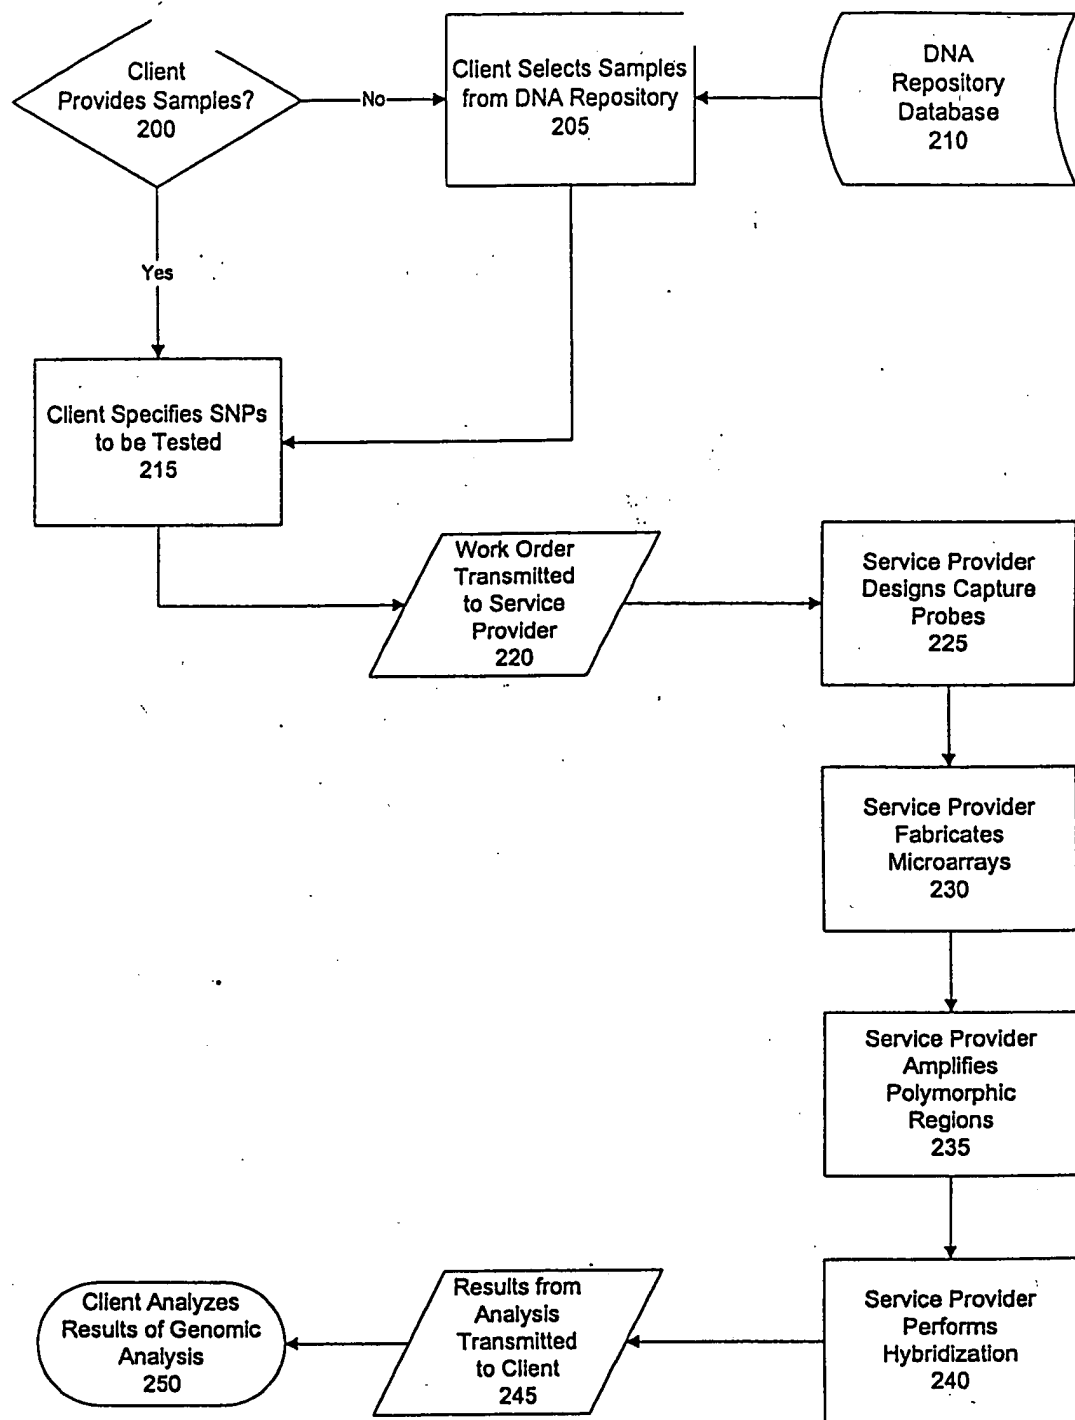 Client
Provides Samples?
200
No
Client Selects Samples
from DNA Repository
205
DNA
Repository
Database
210
Yes
Client Specifies SNPs
to be Tested
215
Work Order
Transmitted
to Service
Provider
220
Service Provider
Designs Capture
Probes
225
Service Provider
Fabricates
Microarrays
230
Service Provider
Amplifies
Polymorphic
Regions
235
Service Provider
Performs
Hybridization
240
Results from
Analysis
Transmitted
to Client
245
Client Analyzes
Results of Genomic
Analysis
250